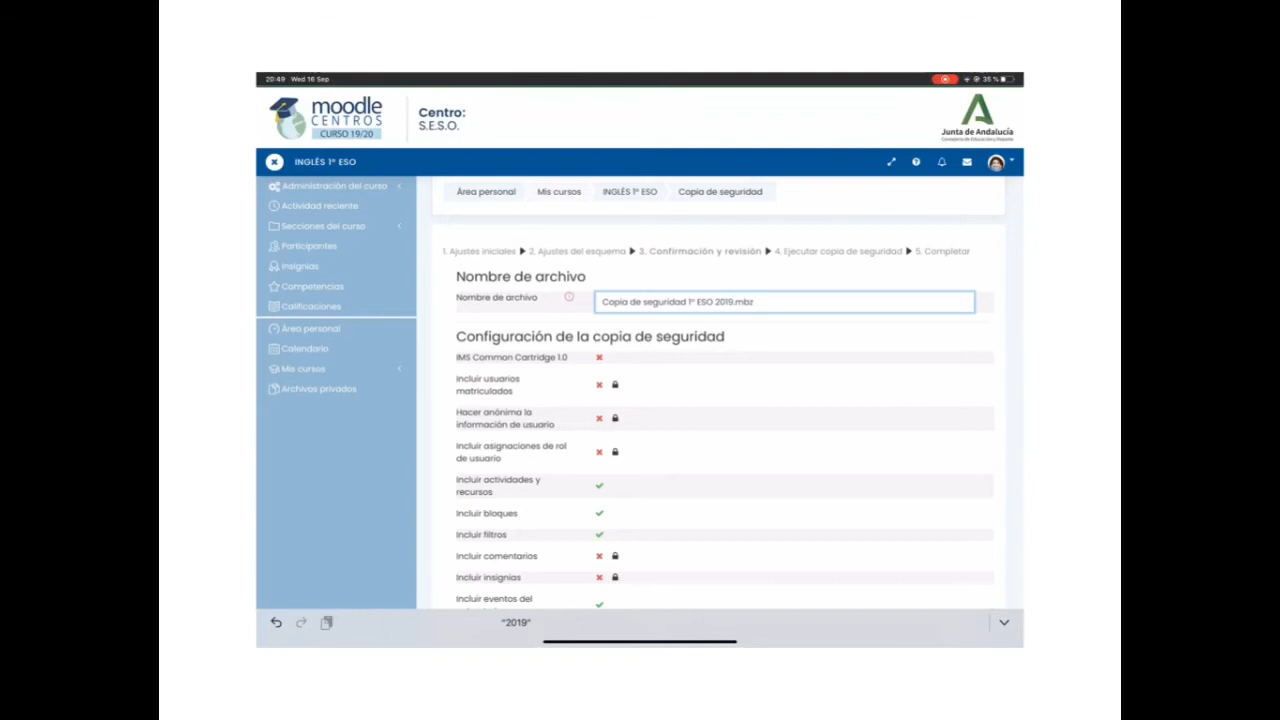 20:49 Wed 16 Sep
35 %
moodle
CENTROS
CURSO 19/20
Centro:
S.E.S.O.
Junta de Andalucía
Consejería de Educación y Deporte
INGLÉS 1º ESO
Administración del curso
Actividad reciente
Secciones del curso
Participantes
Insignias
Competencias
Calificaciones
Área personal
Calendario
Mis cursos
Archivos privados
Área personal Mis cursos INGLÉS 1º ESO Copia de seguridad
1. Ajustes iniciales ► 2. Ajustes del esquema ► 3. Confirmación y revisión ► 4. Ejecutar copia de seguridad ► 5. Completar
Nombre de archivo
Nombre de archivo
Copia de seguridad 1º ESO 2019.mbz
Configuración de la copia de seguridad
IMS Common Cartridge 1.0
Incluir usuarios
matriculados
Hacer anónima la
información de usuario
Incluir asignaciones de rol
de usuario
Incluir actividades y
recursos
Incluir bloques
Incluir filtros
Incluir comentarios
Incluir insignias
Incluir eventos del
"2019"